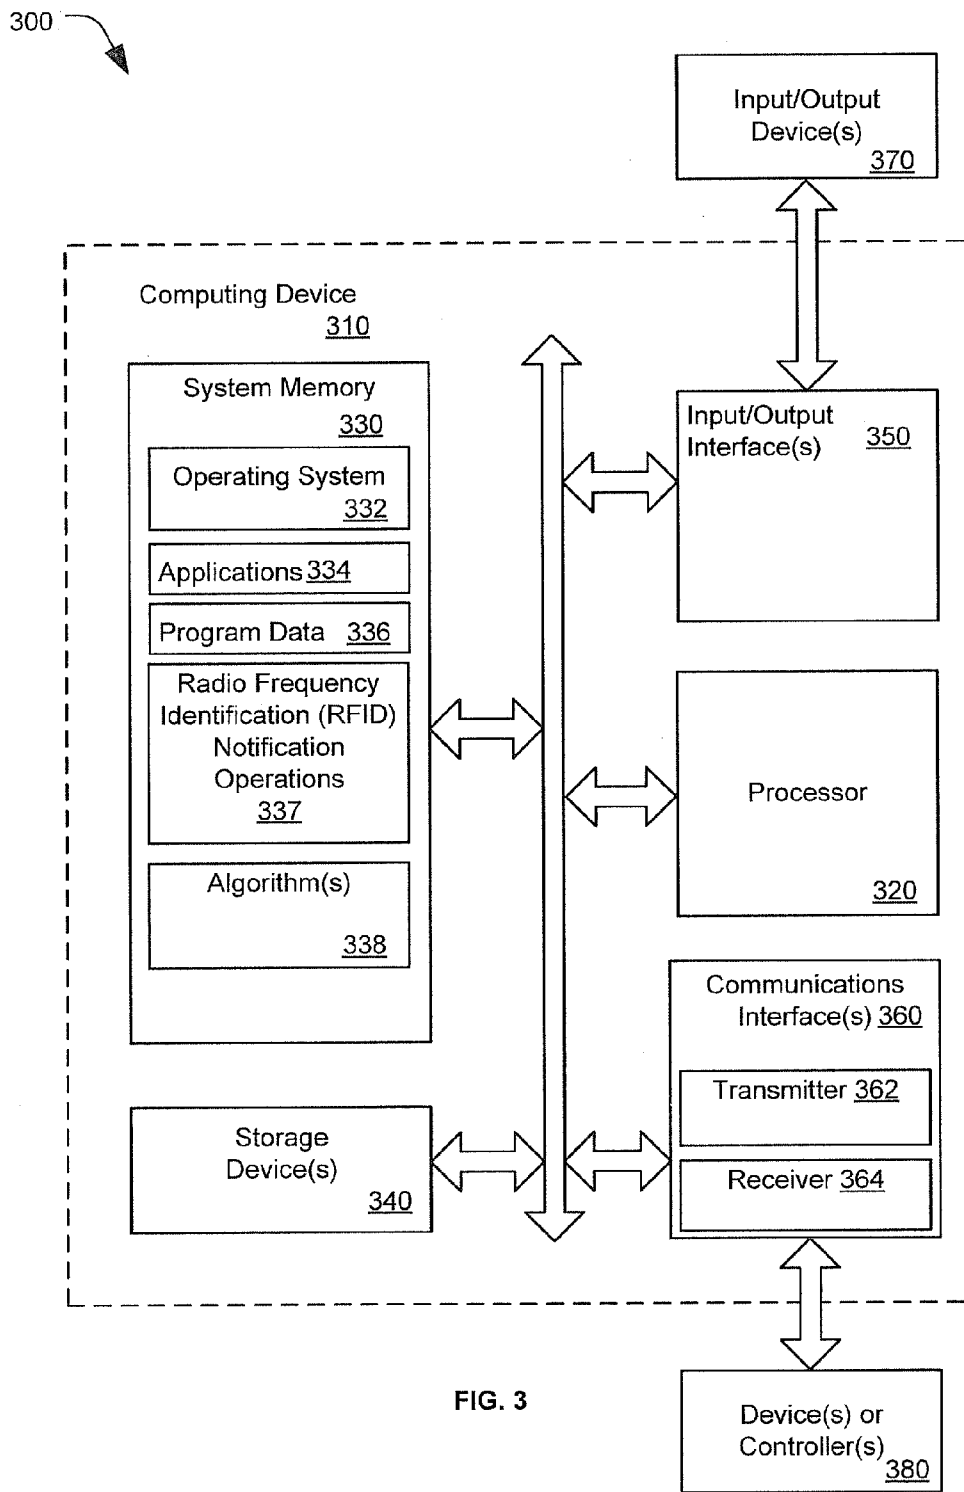 300
Input/Output
Device(s)
370
Computing Device
310
System Memory
330
Operating System
332
Applications 334
Program Data 336
Radio Frequency
Identification (RFID)
Notification
Operations
337
Algorithm(s)
338
Storage
Device(s)
340
Input/Output
Interface(s)
350
Processor
320
Communications
Interface(s) 360
Transmitter 362
Receiver 364
Device(s) or
Controller(s)
380
FIG. 3